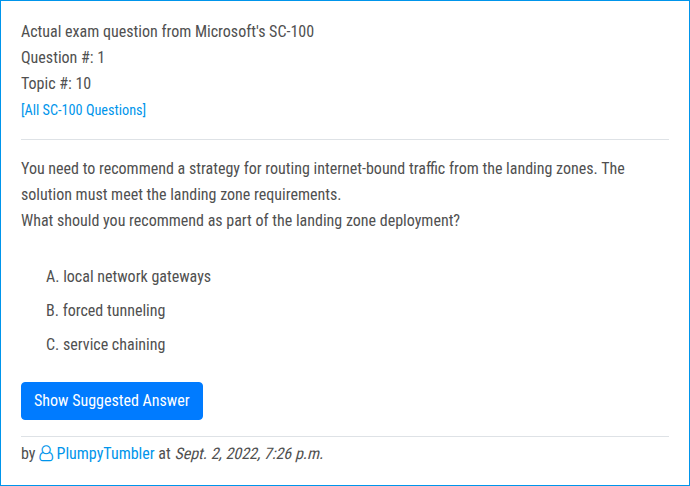 Actual exam question from Microsoft's SC-100
Question #: 1
Topic #: 10
[All SC-100 Questions]
You need to recommend a strategy for routing internet-bound traffic from the landing zones. The
solution must meet the landing zone requirements.
What should you recommend as part of the landing zone deployment?
A. local network gateways
B. forced tunneling
C. service chaining
Show Suggested Answer
by PlumpyTumbler at Sept. 2, 2022, 7:26 p.m.